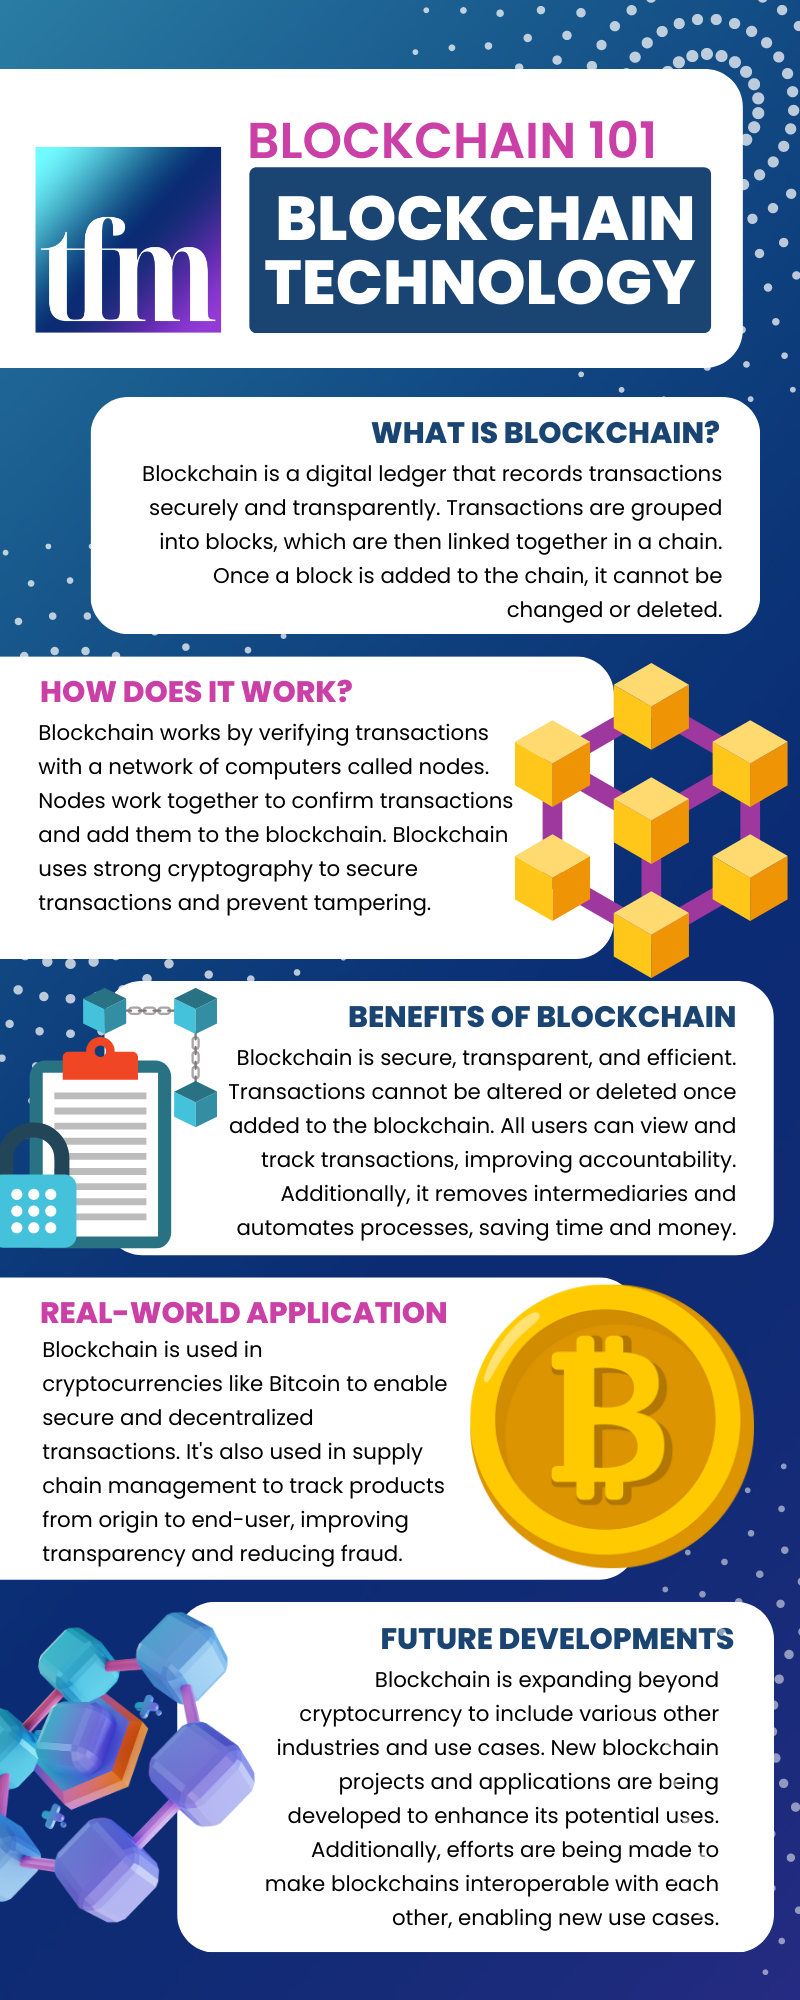 BLOCKCHAIN 101
tfm
BLOCKCHAIN
TECHNOLOGY
WHAT IS BLOCKCHAIN?
Blockchain is a digital ledger that records transactions
securely and transparently. Transactions are grouped
into blocks, which are then linked together in a chain.
Once a block is added to the chain, it cannot be
changed or deleted.
HOW DOES IT WORK?
Blockchain works by verifying transactions
with a network of computers called nodes.
Nodes work together to confirm transactions
and add them to the blockchain. Blockchain
uses strong cryptography to secure
transactions and prevent tampering.
BENEFITS OF BLOCKCHAIN
Blockchain is secure, transparent, and efficient.
Transactions cannot be altered or deleted once
added to the blockchain. All users can view and
track transactions, improving accountability.
Additionally, it removes intermediaries and
automates processes, saving time and money.
REAL-WORLD APPLICATION
Blockchain is used in
cryptocurrencies like Bitcoin to enable
secure and decentralized
transactions. It's also used in supply
chain management to track products
from origin to end-user, improving
transparency and reducing fraud.
FUTURE DEVELOPMENTS
Blockchain is expanding beyond
cryptocurrency to include various other
industries and use cases. New blockchain
projects and applications are being
developed to enhance its potential uses.
Additionally, efforts are being made to
make blockchains interoperable with each
other, enabling new use cases.